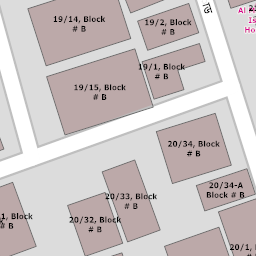 19/14, Block
# B
19/2, Block
# B
19/1, Block
# B
19/15, Block
# B
20/34, Block
# B
20/34-A
Block # B
20/33, Block
# B
20/32, Block
# B
1, Block
# B
20/1,